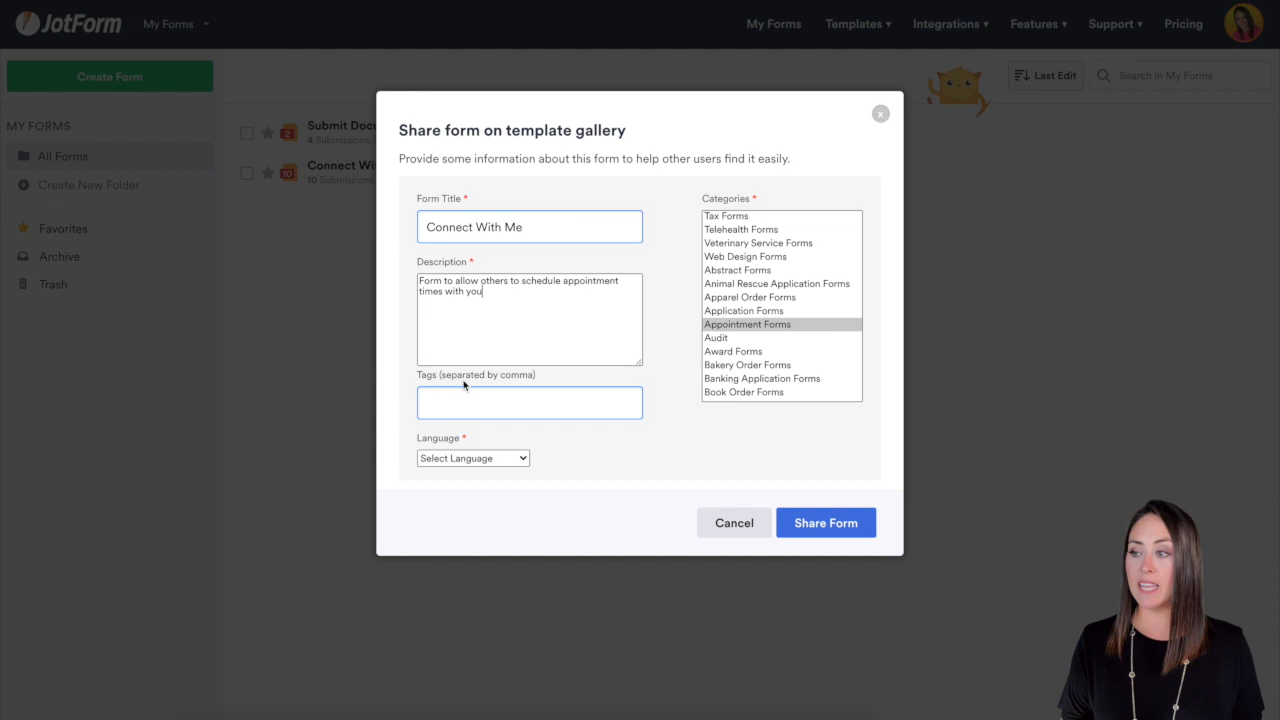 JotForm
My Forms
My Forms
Templates
Integrations
Features
Support
Pricing
Create Form
Last Edit
Search in My Forms
MY FORMS
All Forms
Create New Folder
Favorites
Archive
Trash
2
Submit Docu
4 Submissions.
10
Connect Wi
10 Submissions
x
Share form on template gallery
Provide some information about this form to help other users find it easily.
Form Title *
Connect With Me
Description *
Form to allow others to schedule appointment
times with you
Tags (separated by comma)
Language *
Select Language
Categories *
Tax Forms
Telehealth Forms
Veterinary Service Forms
Web Design Forms
Abstract Forms
Animal Rescue Application Forms
Apparel Order Forms
Application Forms
Appointment Forms
Audit
Award Forms
Bakery Order Forms
Banking Application Forms
Book Order Forms
Cancel
Share Form